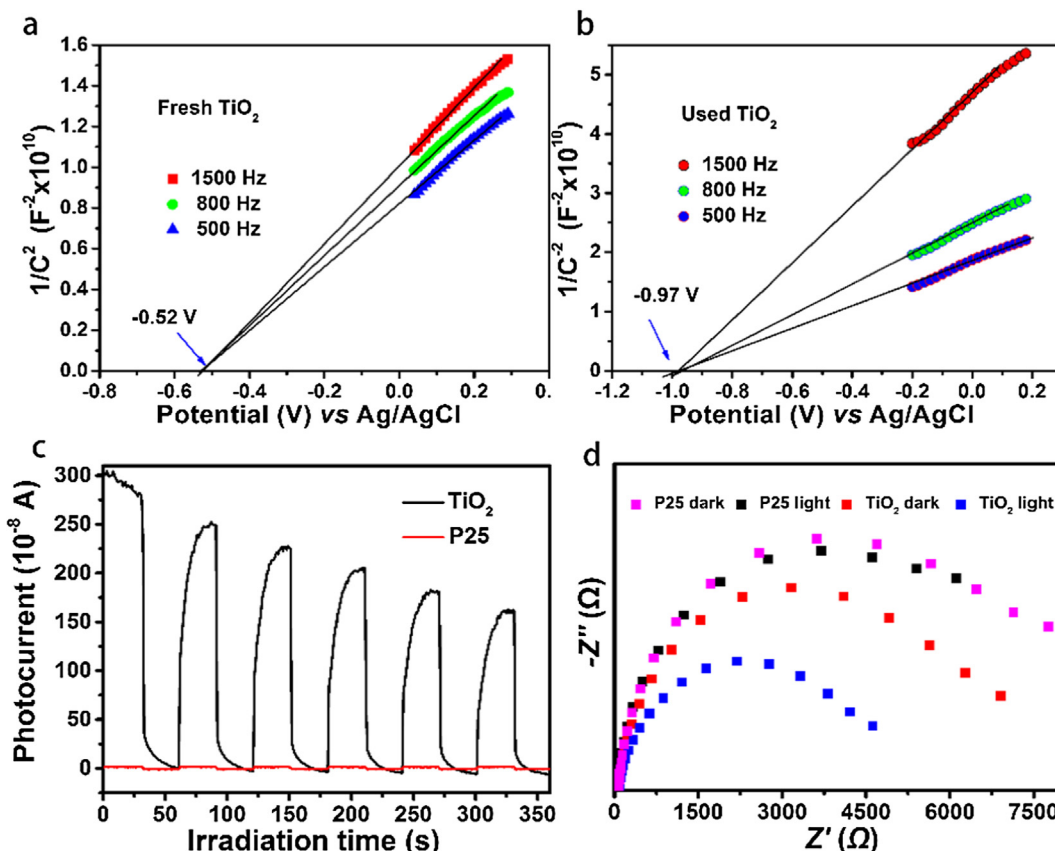 a
1/C² (F⁻²x10¹⁰)
1.6
1.4
1.2
1.0
0.8
0.6
0.4
0.2
0.0
Fresh TiO₂
1500 Hz
800 Hz
500 Hz
-0.52 V
-0.8 -0.6 -0.4 -0.2 0.0 0.2 0.
Potential (V) vs Ag/AgCl
b
1/C⁻² (F⁻²x10¹⁰)
5
4
3
2
1
0
Used TiO₂
1500 Hz
800 Hz
500 Hz
-0.97 V
-1.2 -1.0 -0.8 -0.6 -0.4 -0.2 0.0 0.2
Potential (V) vs Ag/AgCl
c
Photocurrent (10⁻⁸ A)
300
250
200
150
100
50
0
TiO₂
P25
0 50 100 150 200 250 300 350
Irradiation time (s)
d
-Z″ (Ω)
P25 dark P25 light TiO₂ dark TiO₂ light
0 1500 3000 4500 6000 7500
Z′ (Ω)